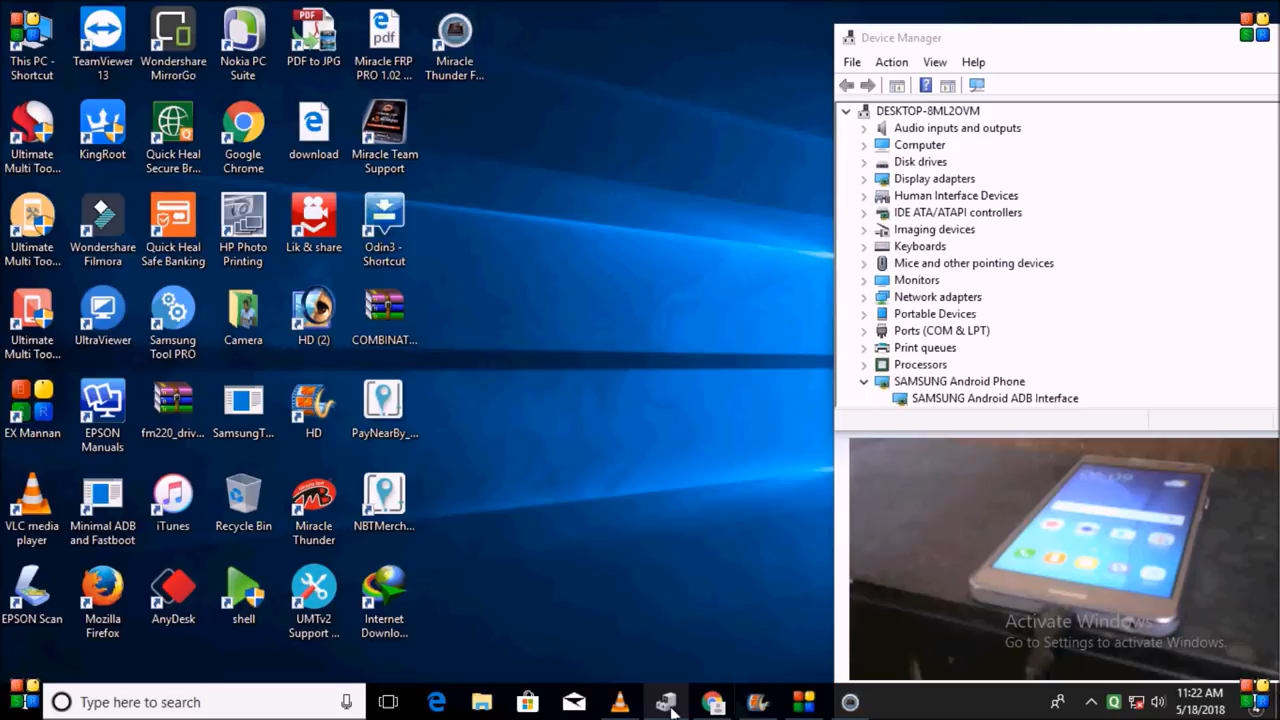 This PC -
Shortcut
TeamViewer
13
Wondershare
MirrorGo
Nokia PC
Suite
PDF to JPG
pdf
Miracle FRP
PRO 1.02 ...
Miracle
Thunder F...
Ultimate
Multi Too...
KingRoot
Quick Heal
Secure Br...
Google
Chrome
download
Miracle Team
Support
Ultimate
Multi Too...
Wondershare
Filmora
Quick Heal
Safe Banking
HP Photo
Printing
Lik & share
Odin3 -
Shortcut
Ultimate
Multi Too...
UltraViewer
Samsung
Tool PRO
Camera
HD (2)
COMBINAT...
EX Mannan
EPSON
Manuals
fm220_driv...
SamsungT...
HD
PayNearBy_...
VLC media
player
Minimal ADB
and Fastboot
iTunes
Recycle Bin
Miracle
Thunder
NBTMerch...
EPSON Scan
Mozilla
Firefox
AnyDesk
shell
UMTv2
Support ...
Internet
Downlo...
Device Manager
File Action View Help
DESKTOP-8ML2OVM
Audio inputs and outputs
Computer
Disk drives
Display adapters
Human Interface Devices
IDE ATA/ATAPI controllers
Imaging devices
Keyboards
Mice and other pointing devices
Monitors
Network adapters
Portable Devices
Ports (COM & LPT)
Print queues
Processors
SAMSUNG Android Phone
SAMSUNG Android ADB Interface
Activate Windows
Go to Settings to activate Windows.
Type here to search
11:22 AM
5/18/2018